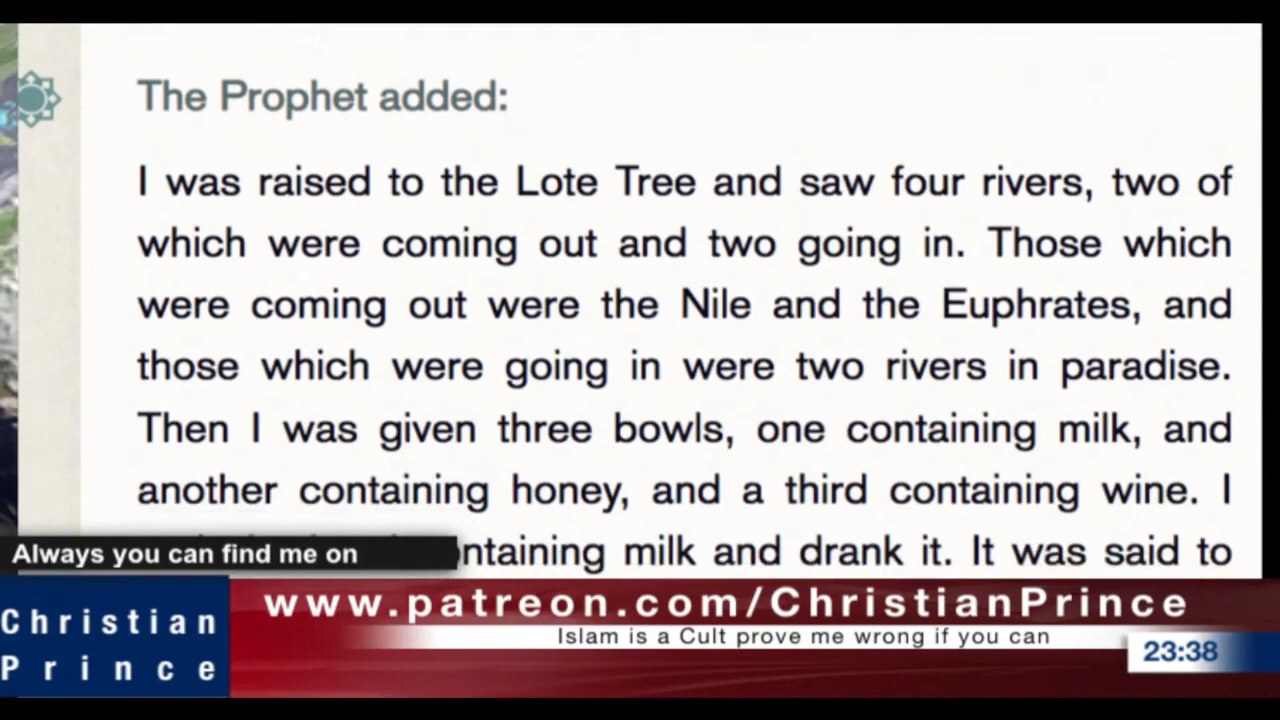 The Prophet added:
I was raised to the Lote Tree and saw four rivers, two of
which were coming out and two going in. Those which
were coming out were the Nile and the Euphrates, and
those which were going in were two rivers in paradise.
Then I was given three bowls, one containing milk, and
another containing honey, and a third containing wine. I
ntaining milk and drank it. It was said to
Always you can find me on
www.patreon.com/ChristianPrince
Islam is a Cult prove me wrong if you can
Christian
Prince
23:38